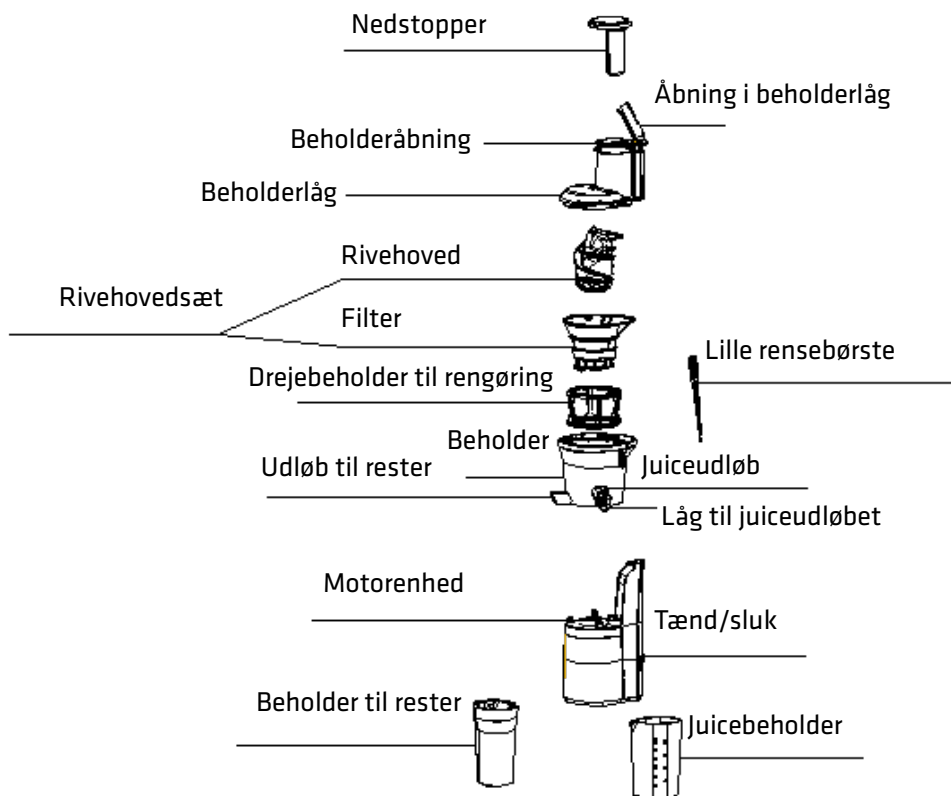 Nedstopper
Åbning i beholderlåg
Beholderåbning
Beholderlåg
Rivehoved
Rivehovedsæt
Filter
Lille rensebørste
Drejebeholder til rengøring
Beholder
Udløb til rester
Juiceudløb
Låg til juiceudløbet
Motorenhed
Tænd/sluk
Beholder til rester
Juicebeholder